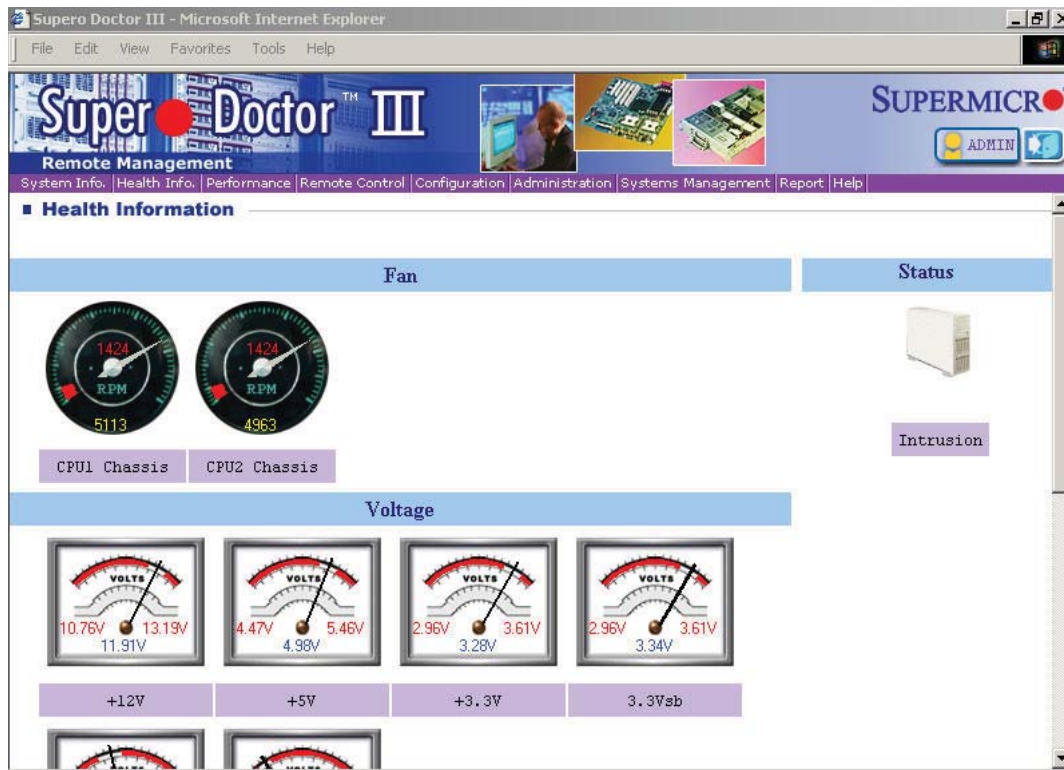 Supero Doctor III - Microsoft Internet Explorer
File Edit View Favorites Tools Help
Super Doctor™ III
Remote Management
SUPERMICR
ADMIN
System Info. Health Info. Performance Remote Control Configuration Administration Systems Management Report Help
Health Information
Fan
Status
1424
RPM
5113
1424
RPM
4963
CPU1 Chassis
CPU2 Chassis
Intrusion
Voltage
VOLTS
10.76V 13.19V
11.91V
VOLTS
4.47V 5.46V
4.98V
VOLTS
2.96V 3.61V
3.28V
VOLTS
2.96V 3.61V
3.34V
+12V
+5V
+3.3V
3.3Vsb